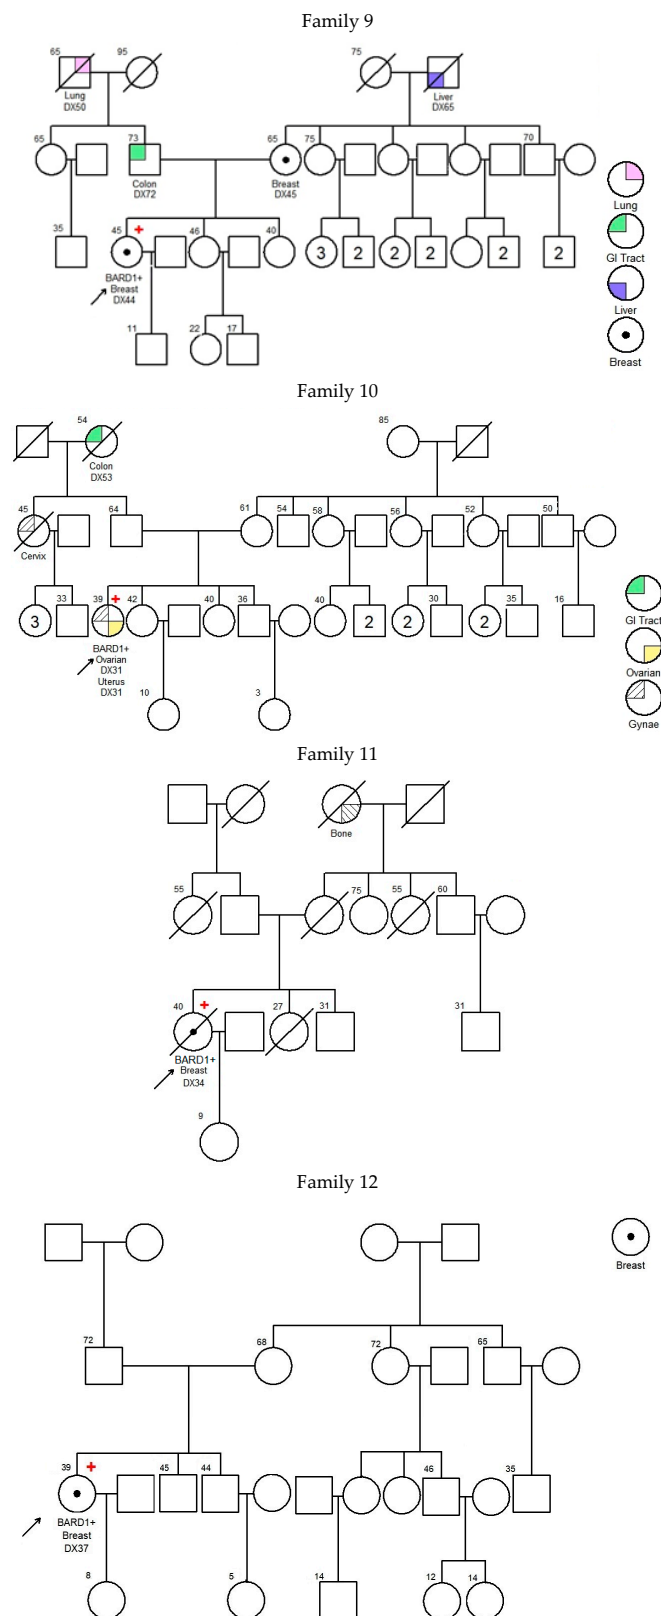 Family 9
65
95
75
Lung
DX50
Liver
DX65
65
73
65
75
70
Colon
DX72
Breast
DX45
Lung
GI Tract
Liver
Breast
35
45
+
46
40
3
2
2
2
2
2
BARD1+
Breast
DX44
11
22
17
Family 10
54
85
Colon
DX53
45
64
61
54
58
56
52
50
Cervix
33
39
+
42
40
36
40
30
35
16
3
2
2
2
BARD1+
Ovarian
DX31
Uterus
DX31
GI Tract
Ovarian
Gynae
10
3
Family 11
Bone
55
75
55
60
40
+
27
31
31
BARD1+
Breast
DX34
9
Family 12
Breast
72
68
72
65
39
+
45
44
46
35
BARD1+
Breast
DX37
8
5
14
12
14